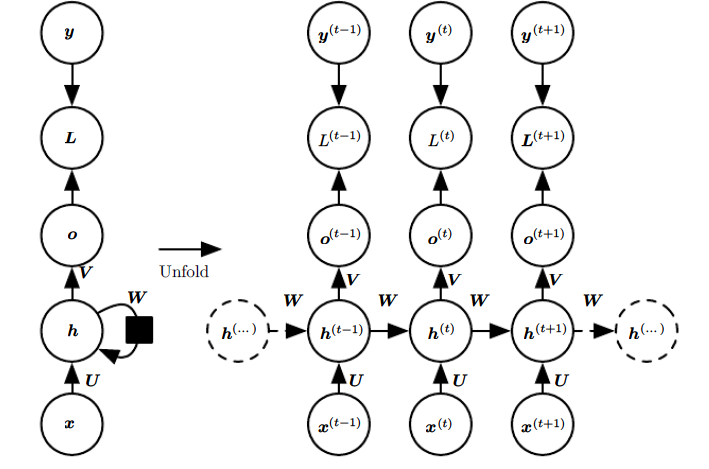 y y^{(t−1)} y^{(t)} y^{(t+1)}
L L^{(t−1)} L^{(t)} L^{(t+1)}
o o^{(t−1)} o^{(t)} o^{(t+1)}
Unfold
V V V V
W W W W W
h h^{(...)} h^{(t−1)} h^{(t)} h^{(t+1)} h^{(...)}
U U U U
x x^{(t−1)} x^{(t)} x^{(t+1)}